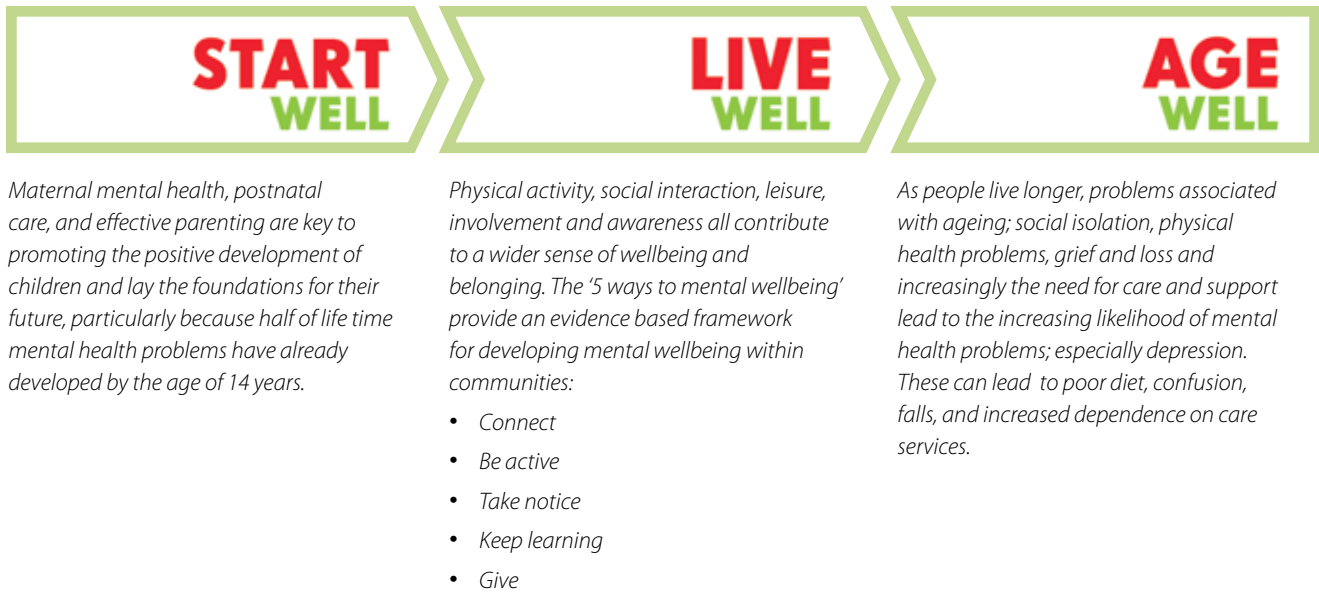 START
WELL
LIVE
WELL
AGE
WELL
Maternal mental health, postnatal
care, and effective parenting are key to
promoting the positive development of
children and lay the foundations for their
future, particularly because half of life time
mental health problems have already
developed by the age of 14 years.
Physical activity, social interaction, leisure,
involvement and awareness all contribute
to a wider sense of wellbeing and
belonging. The ‘5 ways to mental wellbeing’
provide an evidence based framework
for developing mental wellbeing within
communities:
• Connect
• Be active
• Take notice
• Keep learning
• Give
As people live longer, problems associated
with ageing; social isolation, physical
health problems, grief and loss and
increasingly the need for care and support
lead to the increasing likelihood of mental
health problems; especially depression.
These can lead to poor diet, confusion,
falls, and increased dependence on care
services.